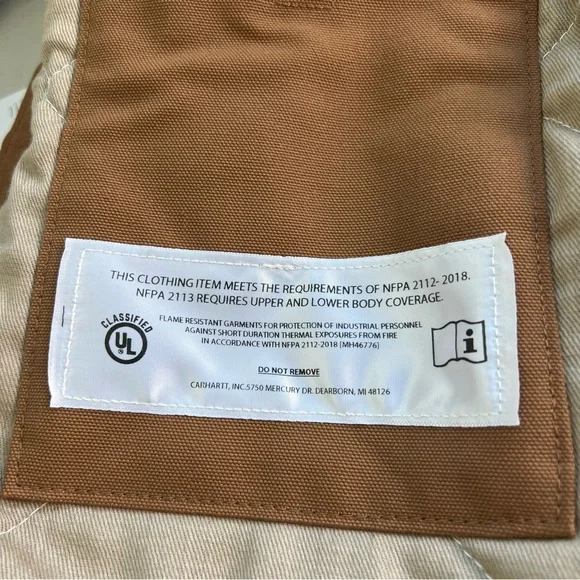 THIS CLOTHING ITEM MEETS THE REQUIREMENTS OF NFPA 2112- 2018.
NFPA 2113 REQUIRES UPPER AND LOWER BODY COVERAGE.
CLASSIFIED
UL
®
FLAME RESISTANT GARMENTS FOR PROTECTION OF INDUSTRIAL PERSONNEL
AGAINST SHORT DURATION THERMAL EXPOSURES FROM FIRE
IN ACCORDANCE WITH NFPA 2112-2018 (MH46776)
i
DO NOT REMOVE
CARHARTT, INC.5750 MERCURY DR. DEARBORN, MI 48126